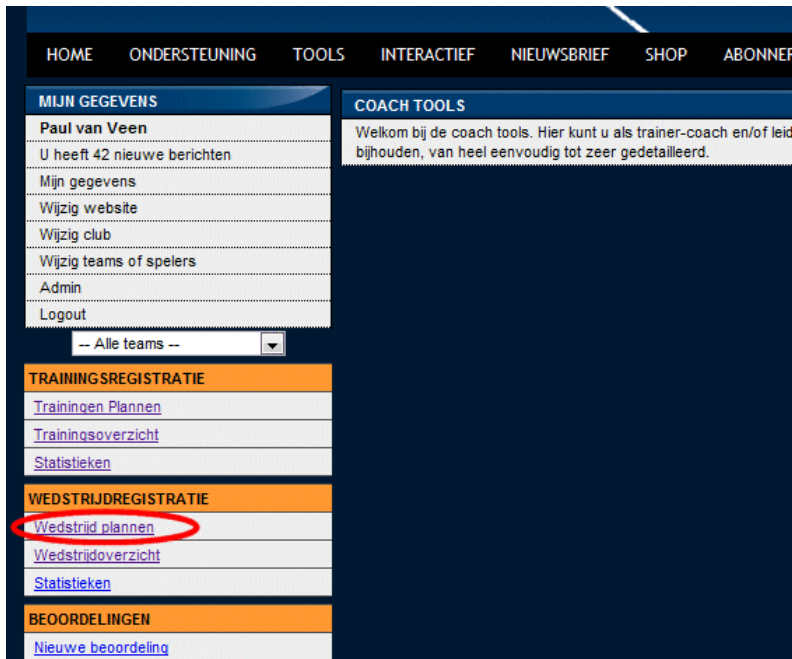 HOME ONDERSTEUNING TOOLS INTERACTIEF NIEUWSBRIEF SHOP
MIJN GEGEVENS
Paul van Veen
U heeft 42 nieuwe berichten
Mijn gegevens
Wijzig website
Wijzig club
Wijzig teams of spelers
Admin
Logout
-- Alle teams --
TRAININGSREGISTRATIE
Trainingen Plannen
Trainingsoverzicht
Statistieken
WEDSTRIJDREGISTRATIE
Wedstrijd plannen
Wedstrijdoverzicht
Statistieken
BEOORDELINGEN
Nieuwe beoordeling
COACH TOOLS
Welkom bij de coach tools. Hier kunt u als trainer-coach en/of
bijhouden, van heel eenvoudig tot zeer gedetailleerd.